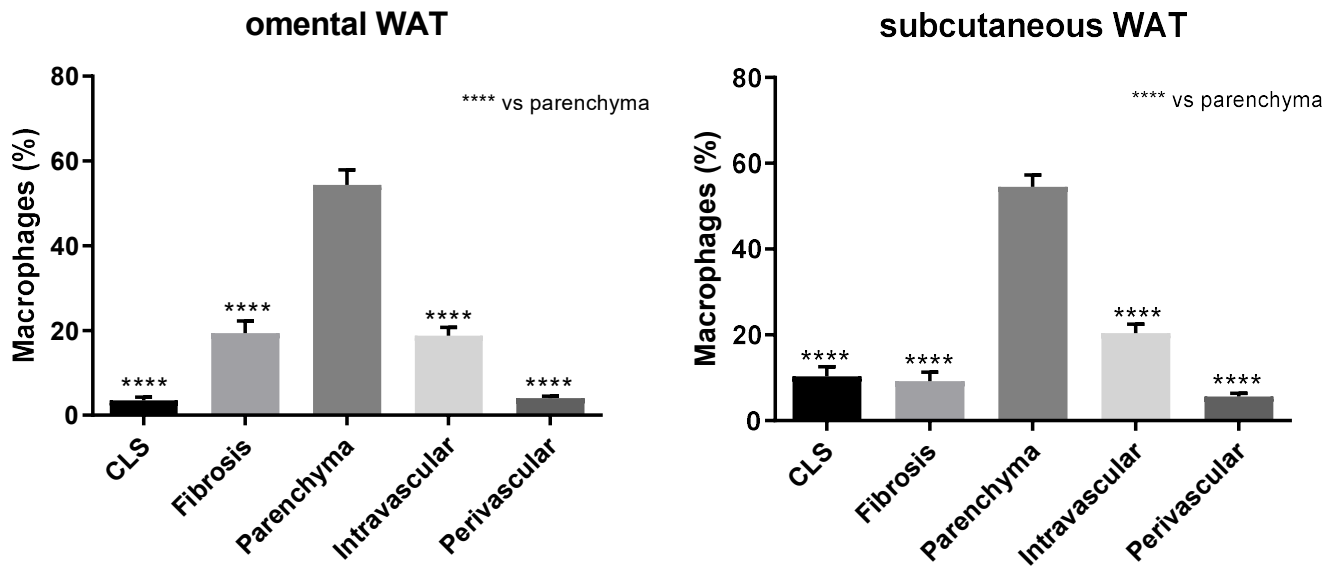 omental WAT
80
60
40
20
0
Macrophages (%)
**** vs parenchyma
****
****
****
****
CLS
Fibrosis
Parenchyma
Intravascular
Perivascular
subcutaneous WAT
80
60
40
20
0
Macrophages (%)
**** vs parenchyma
****
****
****
****
CLS
Fibrosis
Parenchyma
Intravascular
Perivascular